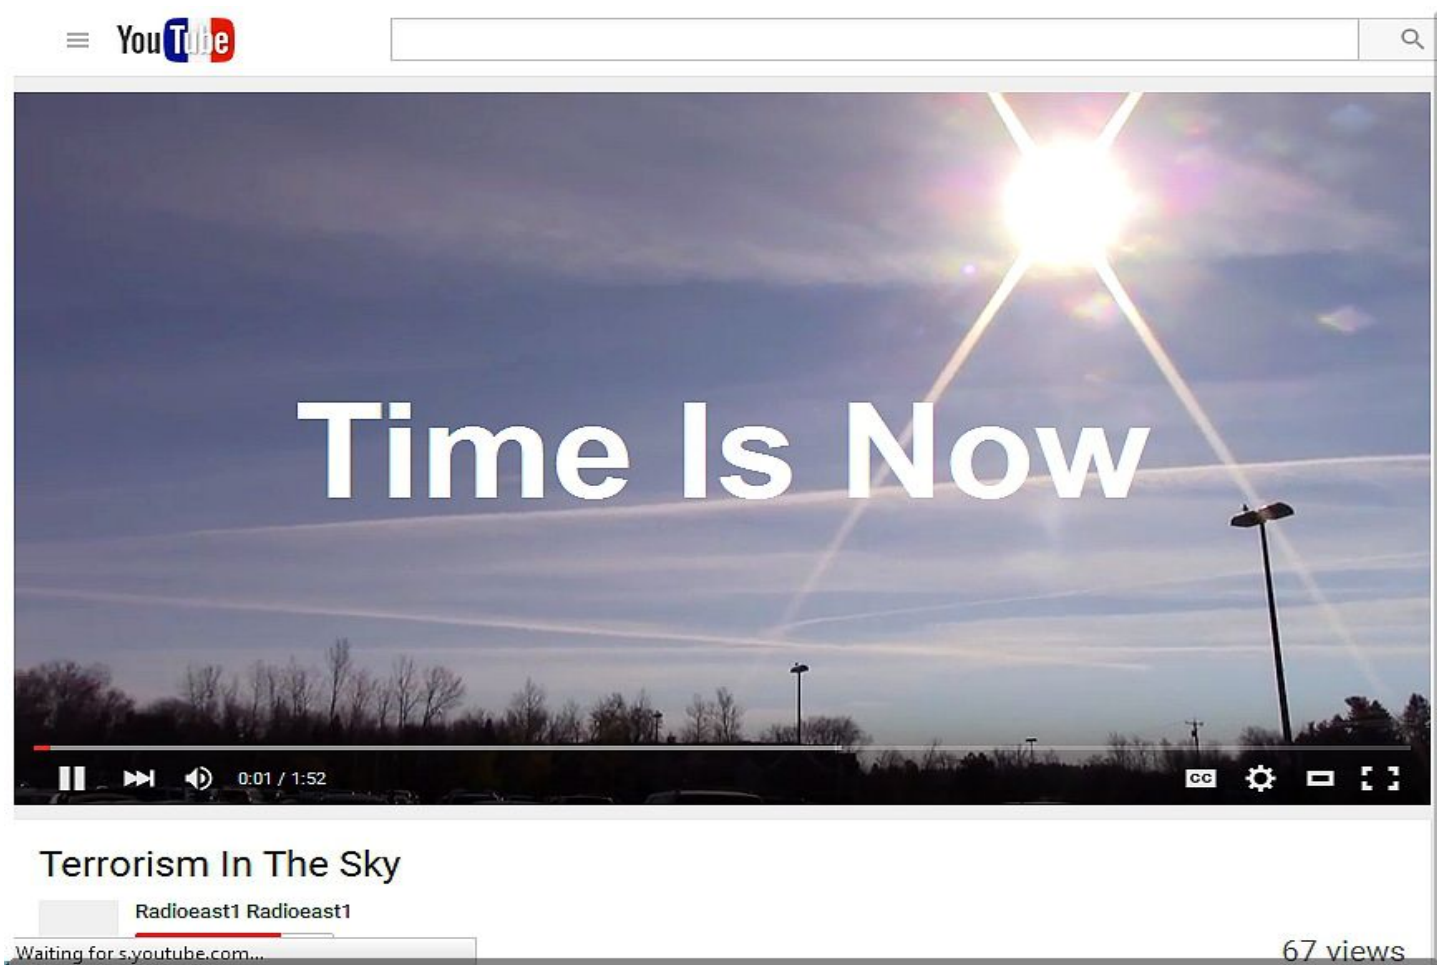 YouTube
Time Is Now
0:01 / 1:52
CC
Terrorism In The Sky
Radioeast1 Radioeast1
Waiting for s.youtube.com...
67 views